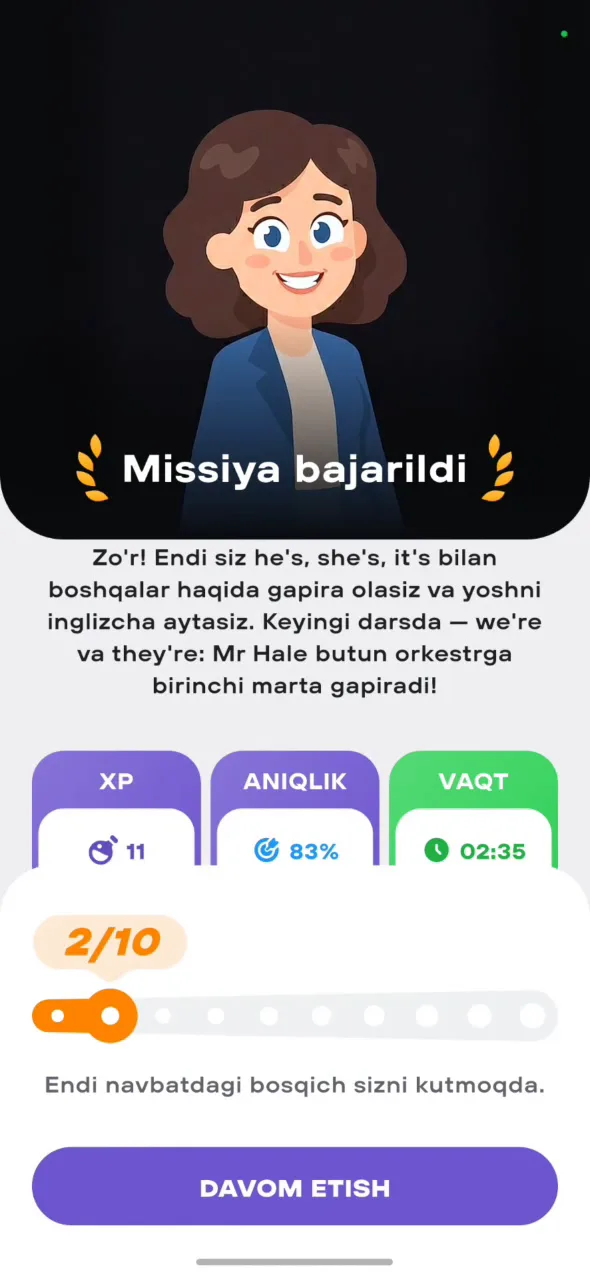 Missiya bajarildi
Zo'r! Endi siz he's, she's, it's bilan
boshqalar haqida gapira olasiz va yoshni
inglizcha aytasiz. Keyingi darsda — we're
va they're: Mr Hale butun orkestrga
birinchi marta gapiradi!
XP
ANIQLIK
VAQT
11
83%
02:35
2/10
Endi navbatdagi bosqich sizni kutmoqda.
DAVOM ETISH